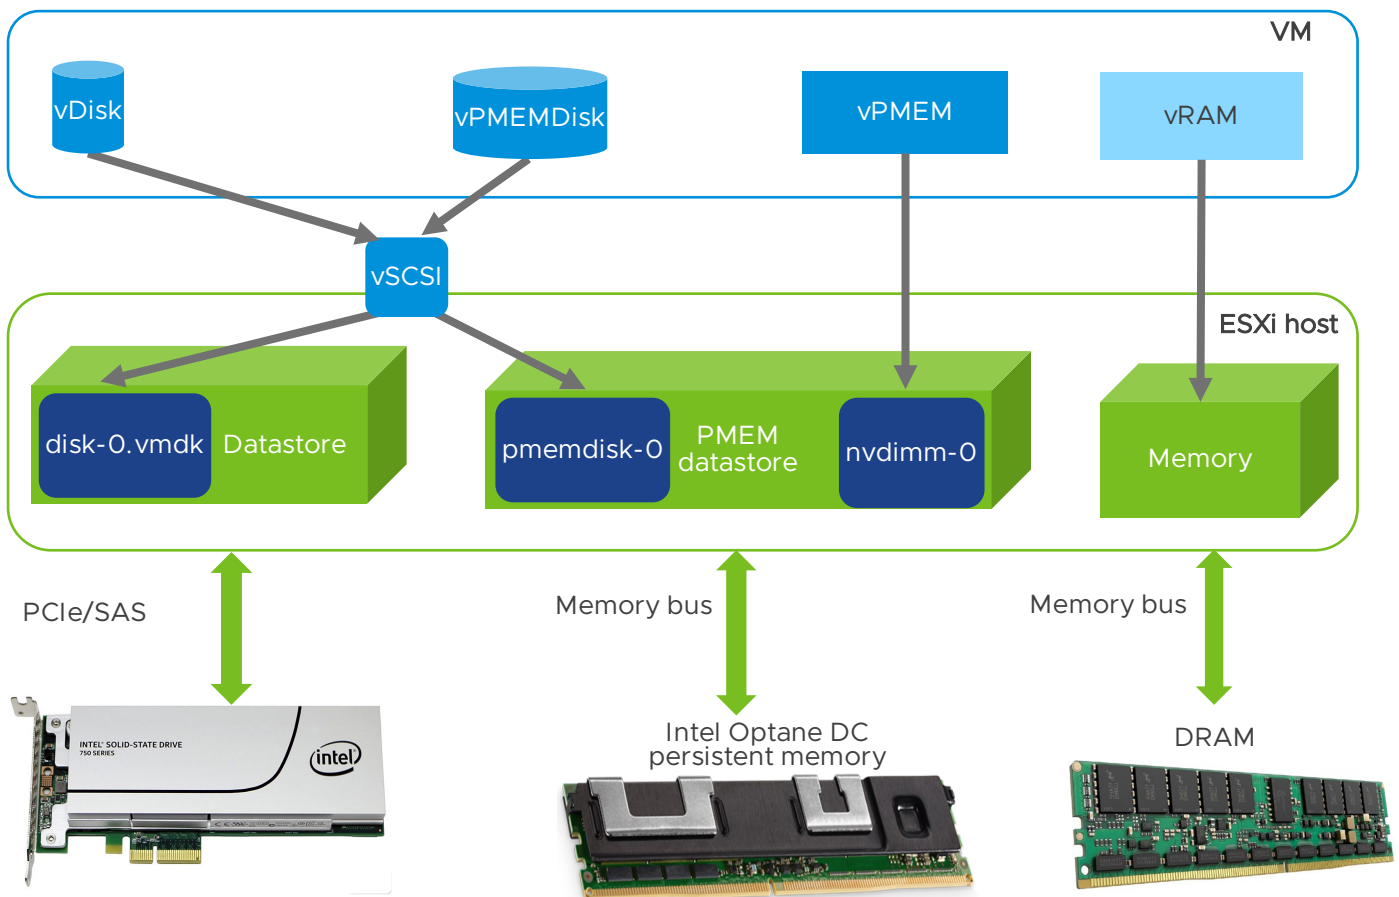 VM
vDisk
vPMEMDisk
vPMEM
vRAM
vSCSI
ESXi host
disk-0.vmdk
Datastore
pmemdisk-0
PMEM
datastore
nvdimm-0
Memory
PCIe/SAS
Memory bus
Memory bus
Intel Optane DC
persistent memory
DRAM
INTEL® SOLID-STATE DRIVE
750 SERIES
intel